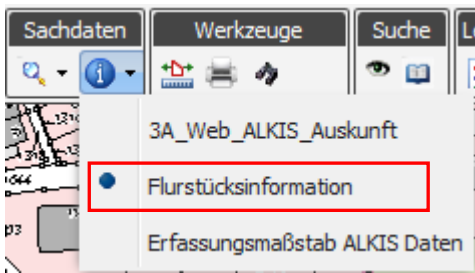 Sachdaten Werkzeuge Suche
3A_Web_ALKIS_Auskunft
Flurstücksinformation
Erfassungsmaßstab ALKIS Daten